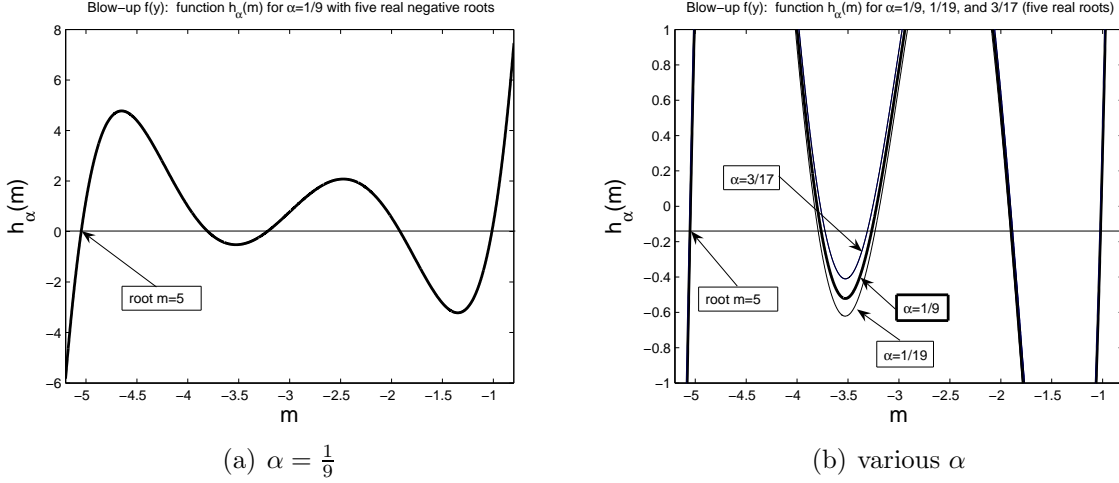 Blow−up f(y): function hα(m) for α=1/9 with five real negative roots
8
6
4
2
0
−2
−4
−6
hα(m)
root m=5
−5 −4.5 −4 −3.5 −3 −2.5 −2 −1.5 −1
m
(a) α = 1/9
Blow−up f(y): function hα(m) for α=1/9, 1/19, and 3/17 (five real roots)
1
0.8
0.6
0.4
0.2
0
−0.2
−0.4
−0.6
−0.8
−1
hα(m)
α=3/17
root m=5
α=1/9
α=1/19
−5 −4.5 −4 −3.5 −3 −2.5 −2 −1.5 −1
m
(b) various α